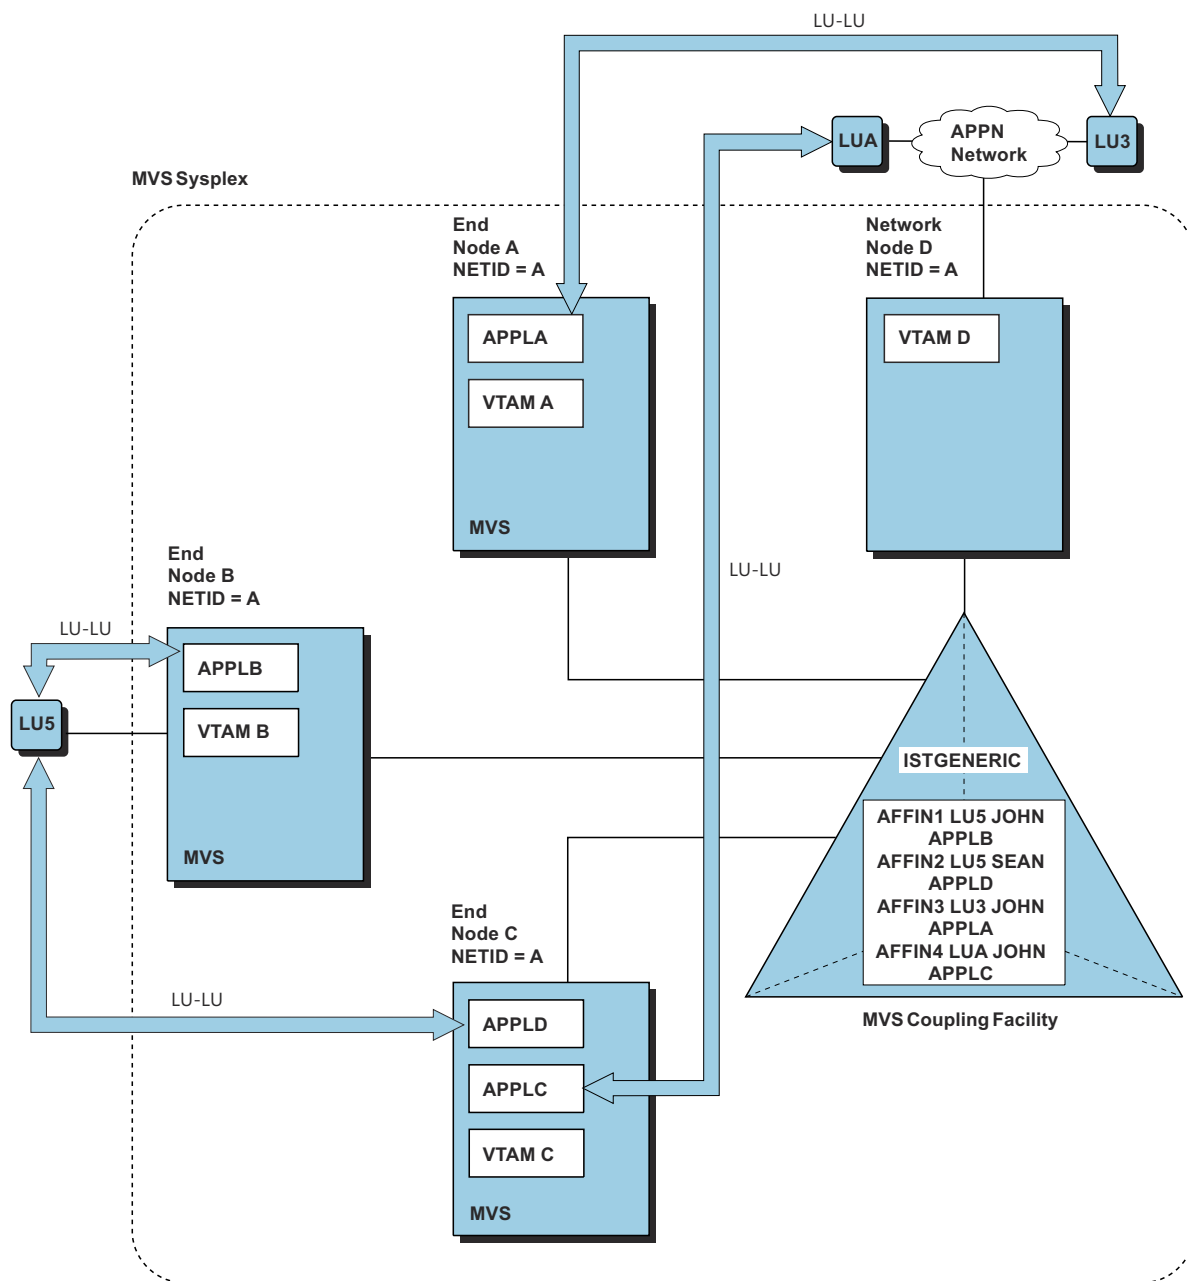 LU-LU
LUA
APPN
Network
LU3
MVS Sysplex
End
Node A
NETID = A
Network
Node D
NETID = A
APPLA
VTAM A
MVS
VTAM D
End
Node B
NETID = A
LU-LU
LU-LU
APPLB
VTAM B
MVS
LU5
ISTGENERIC
AFFIN1 LU5 JOHN
APPLB
AFFIN2 LU5 SEAN
APPLD
AFFIN3 LU3 JOHN
APPLA
AFFIN4 LUA JOHN
APPLC
MVS Coupling Facility
End
Node C
NETID = A
LU-LU
APPLD
APPLC
VTAM C
MVS